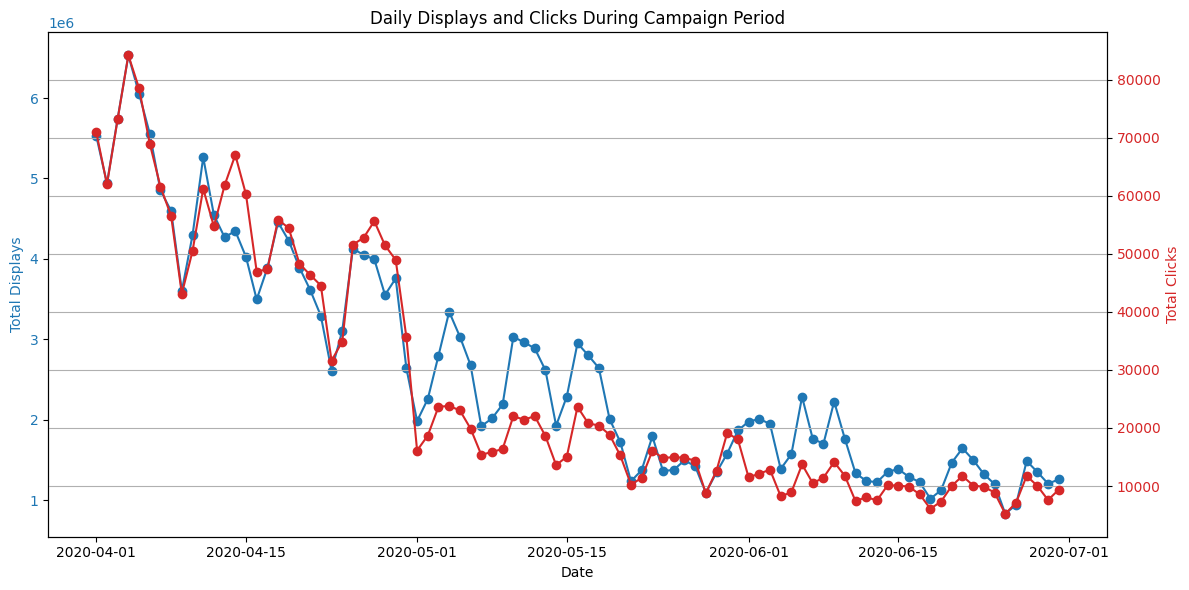 Daily Displays and Clicks During Campaign Period
1e6
Total Displays
6
5
4
3
2
1
80000
70000
60000
50000
40000
30000
20000
10000
Total Clicks
2020-04-01 2020-04-15 2020-05-01 2020-05-15 2020-06-01 2020-06-15 2020-07-01
Date